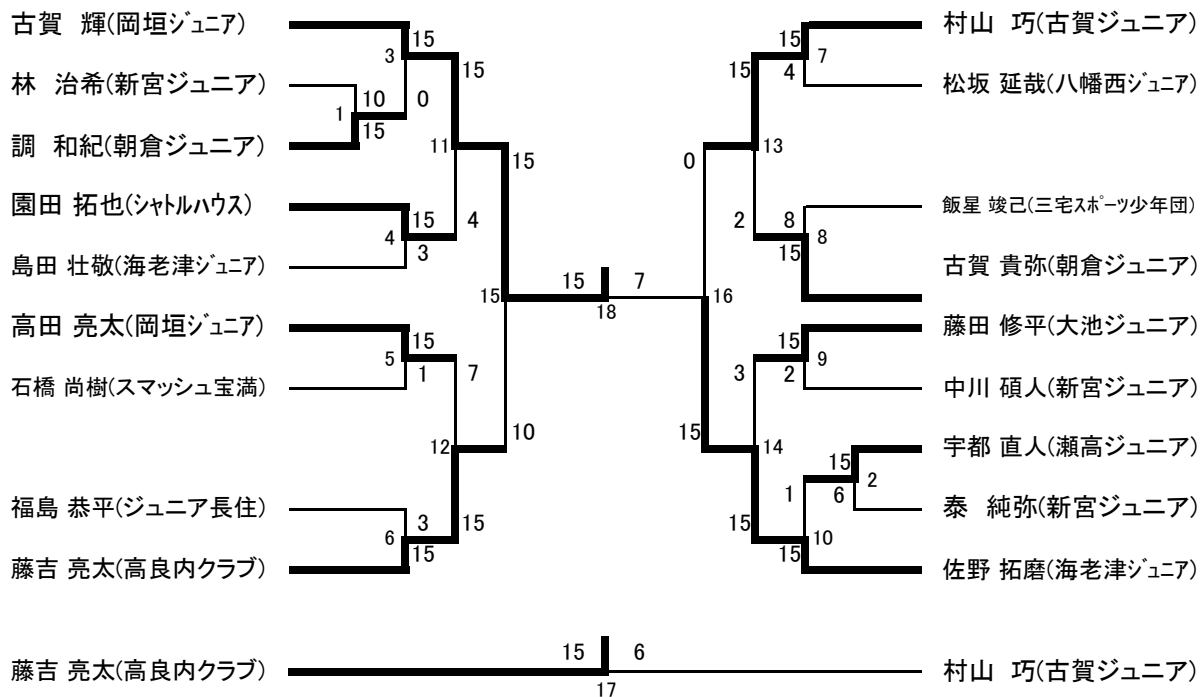 古賀 輝(岡垣ｼﾞｭﾆｱ)
15
3
15
林 治希(新宮ジュニア)
10
0
1
15
調 和紀(朝倉ジュニア)
11
15
園田 拓也(ｼｬﾄﾙﾊｳｽ)
15
4
4
3
島田 壮敬(海老津ｼﾞｭﾆｱ)
15
高田 亮太(岡垣ｼﾞｭﾆｱ)
15
5
1
7
石橋 尚樹(スマッシュ宝満)
12
10
福島 恭平(ジュニア長住)
3
15
6
15
藤吉 亮太(高良内クラブ)
15
7
18
村山 巧(古賀ジュニア)
15
7
15
4
松坂 延哉(八幡西ｼﾞｭﾆｱ)
0
13
飯星 竣己(三宅ｽﾎﾟｰﾂ少年団)
2
8
8
15
古賀 貴弥(朝倉ジュニア)
16
藤田 修平(大池ジュニア)
15
9
3
2
中川 碩人(新宮ジュニア)
15
14
宇都 直人(瀬高ジュニア)
15
2
1
6
泰 純弥(新宮ジュニア)
15
10
15
佐野 拓磨(海老津ｼﾞｭﾆｱ)
藤吉 亮太(高良内クラブ)
15
6
村山 巧(古賀ジュニア)
17